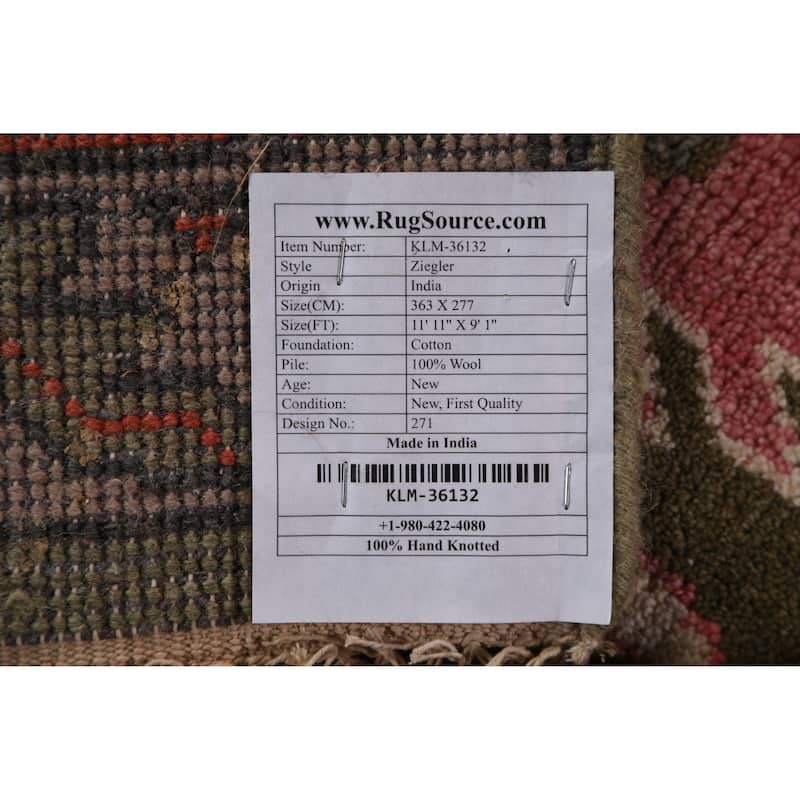 www.RugSource.com
Item Number: KLM-36132
Style Ziegler
Origin India
Size(CM): 363 X 277
Size(FT): 11' 11" X 9' 1"
Foundation: Cotton
Pile: 100% Wool
Age: New
Condition: New, First Quality
Design No.: 271
Made in India
KLM-36132
+1-980-422-4080
100% Hand Knotted